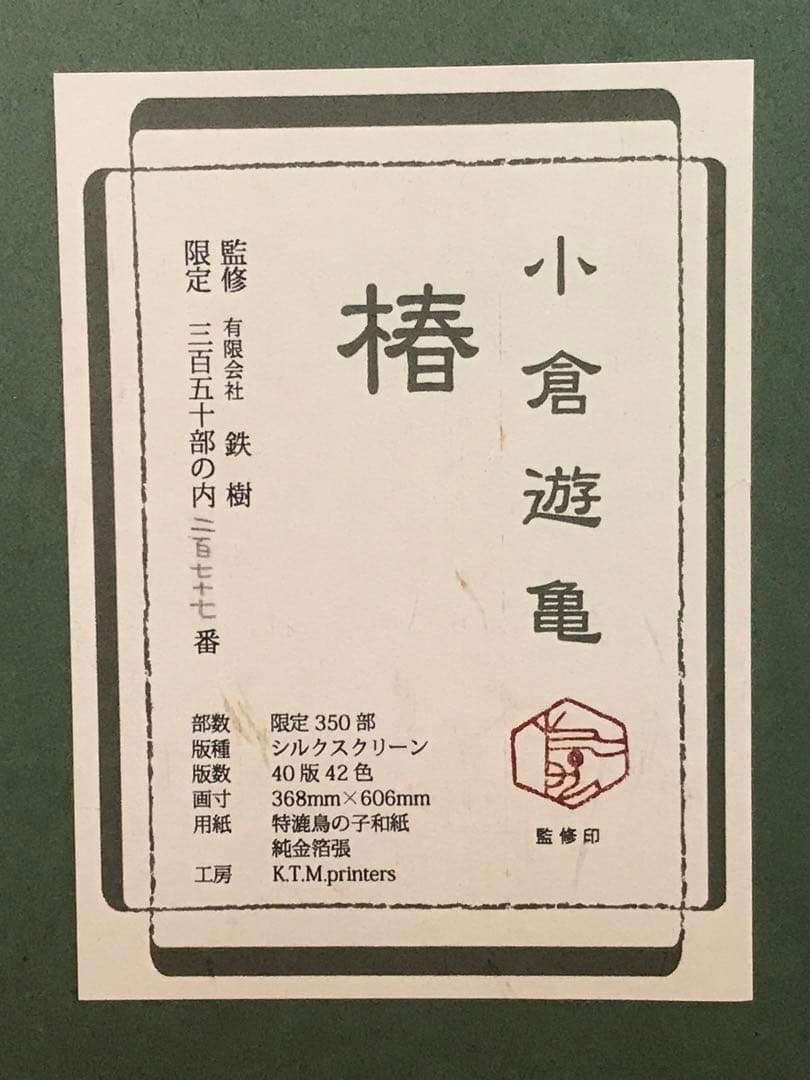 小倉遊亀
椿
監修 有限会社 鉄樹
限定 三百五十部の内二百七十七番
部数 限定350部
版種 シルクスクリーン
版数 40版42色
画寸 368mm×606mm
用紙 特漉鳥の子和紙
純金箔張
工房 K.T.M.printers
監修印